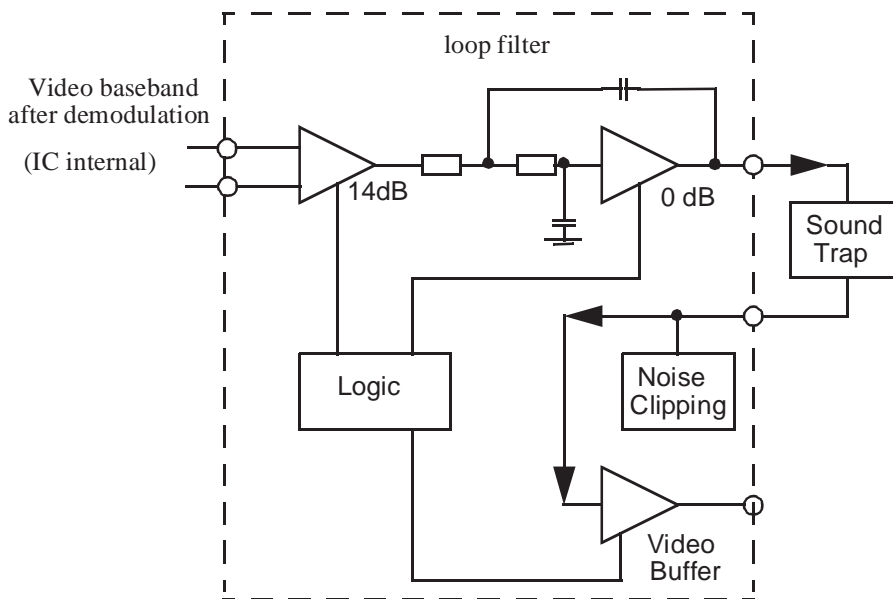 loop filter
Video baseband
after demodulation
(IC internal)
14dB
0 dB
Sound
Trap
Logic
Noise
Clipping
Video
Buffer